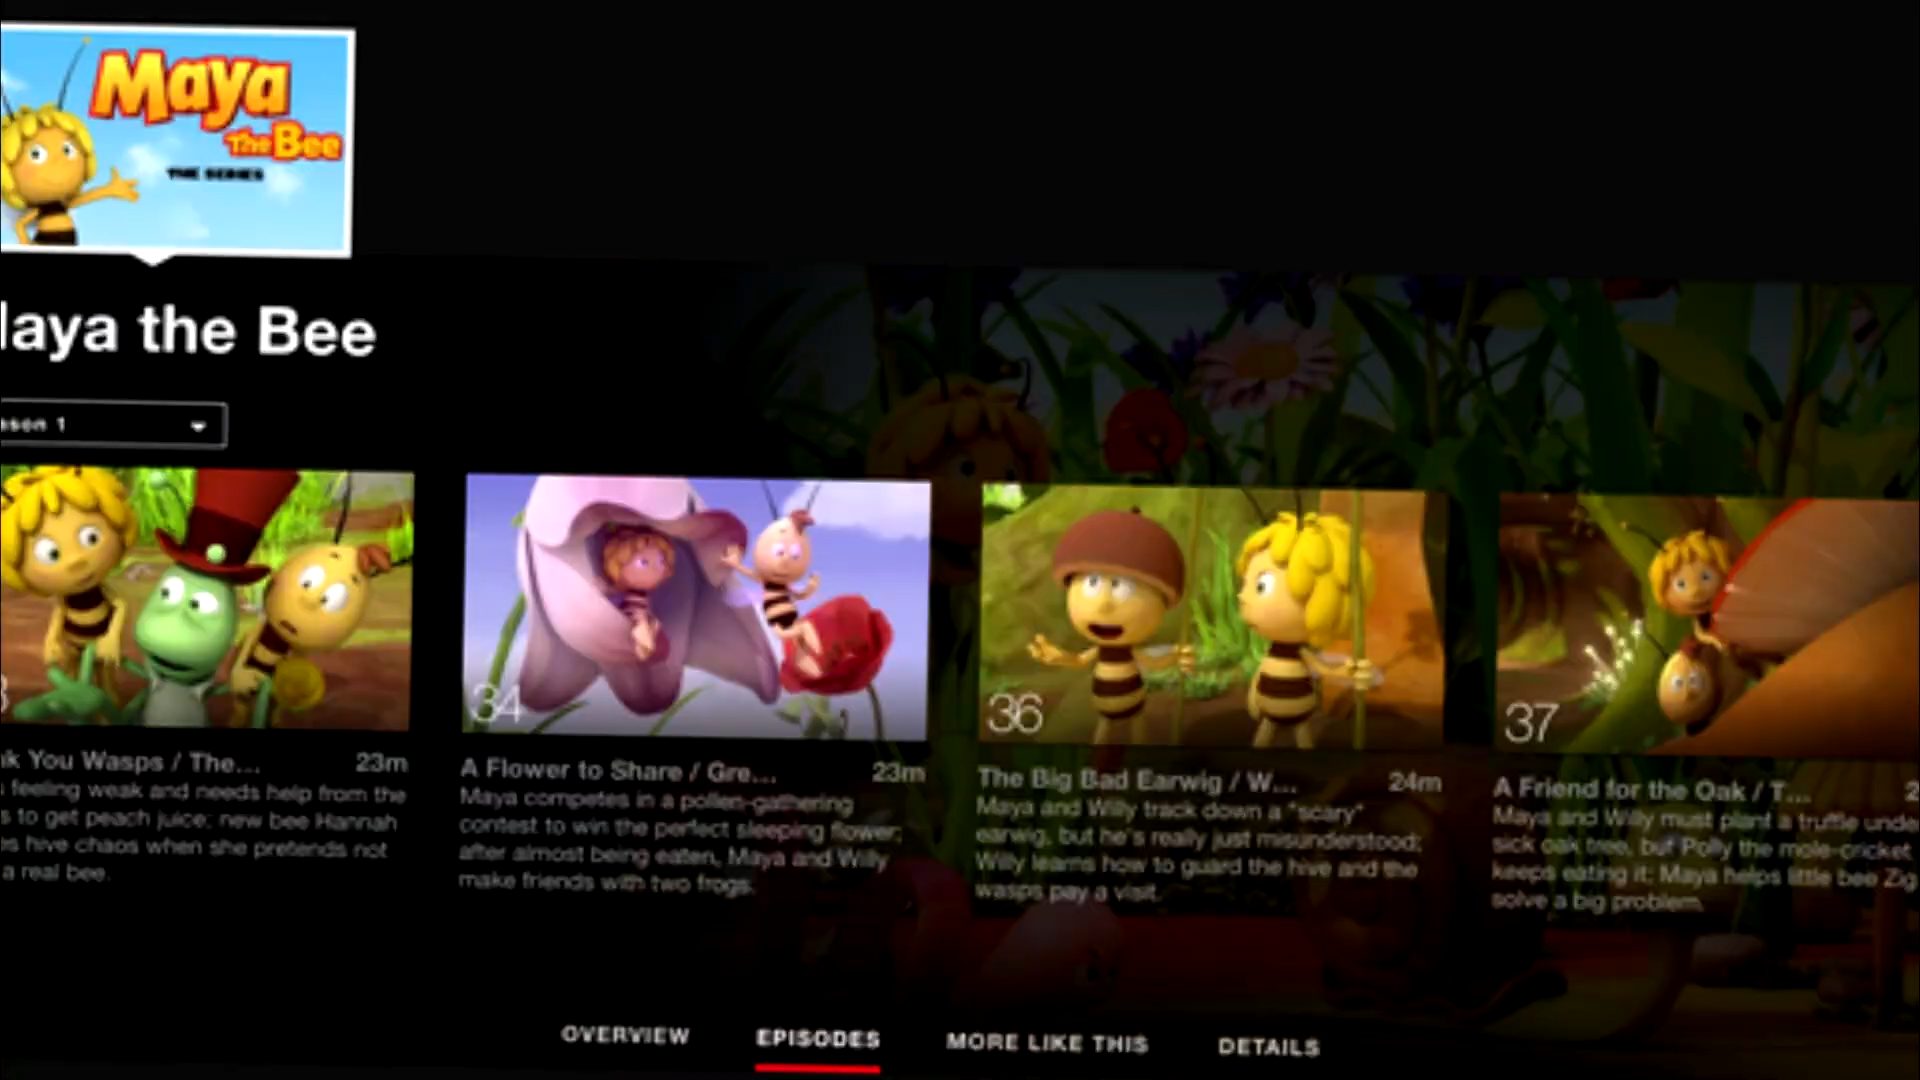 Maya
The Bee
THE SERIES
laya the Bee
ason 1
3
34
36
37
k You Wasps / The... 23m
feeling weak and needs help from the
s to get peach juice; new bee Hannah
s hive chaos when she pretends not
a real bee.
A Flower to Share / Gre... 23m
Maya competes in a pollen-gathering
contest to win the perfect sleeping flower;
after almost being eaten, Maya and Willy
make friends with two frogs.
The Big Bad Earwig / W... 24m
Maya and Willy track down a "scary"
earwig, but he's really just misunderstood;
Willy learns how to guard the hive and the
wasps pay a visit.
A Friend for the Oak / T... 2
Maya and Willy must plant a truffle unde
sick oak tree, but Polly the mole-cricket
keeps eating it; Maya helps little bee Zig
solve a big problem.
OVERVIEW EPISODES MORE LIKE THIS DETAILS